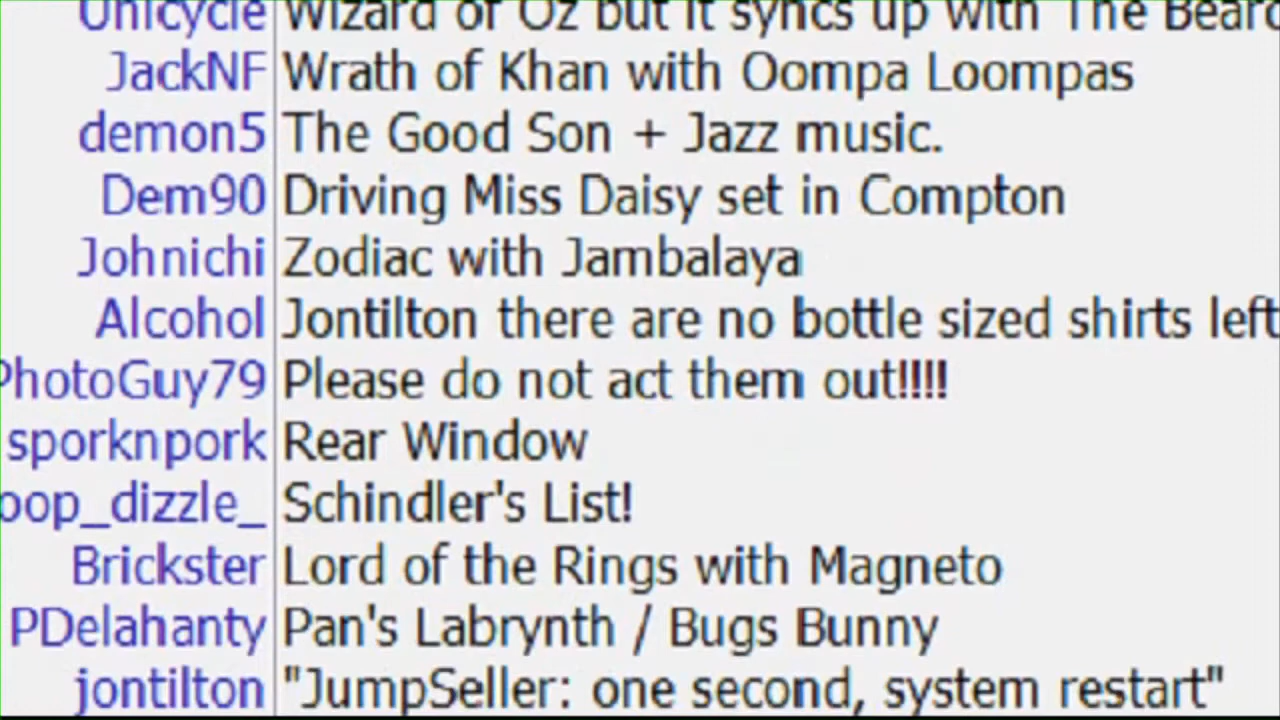 Unicycle Wizard of Oz but it syncs up with The Beard
JackNF Wrath of Khan with Oompa Loompas
demon5 The Good Son + Jazz music.
Dem90 Driving Miss Daisy set in Compton
Johnichi Zodiac with Jambalaya
Alcohol Jontilton there are no bottle sized shirts left
PhotoGuy79 Please do not act them out!!!!
sporknpork Rear Window
oop_dizzle_ Schindler's List!
Brickster Lord of the Rings with Magneto
PDelahanty Pan's Labrynth / Bugs Bunny
jontilton "JumpSeller: one second, system restart"